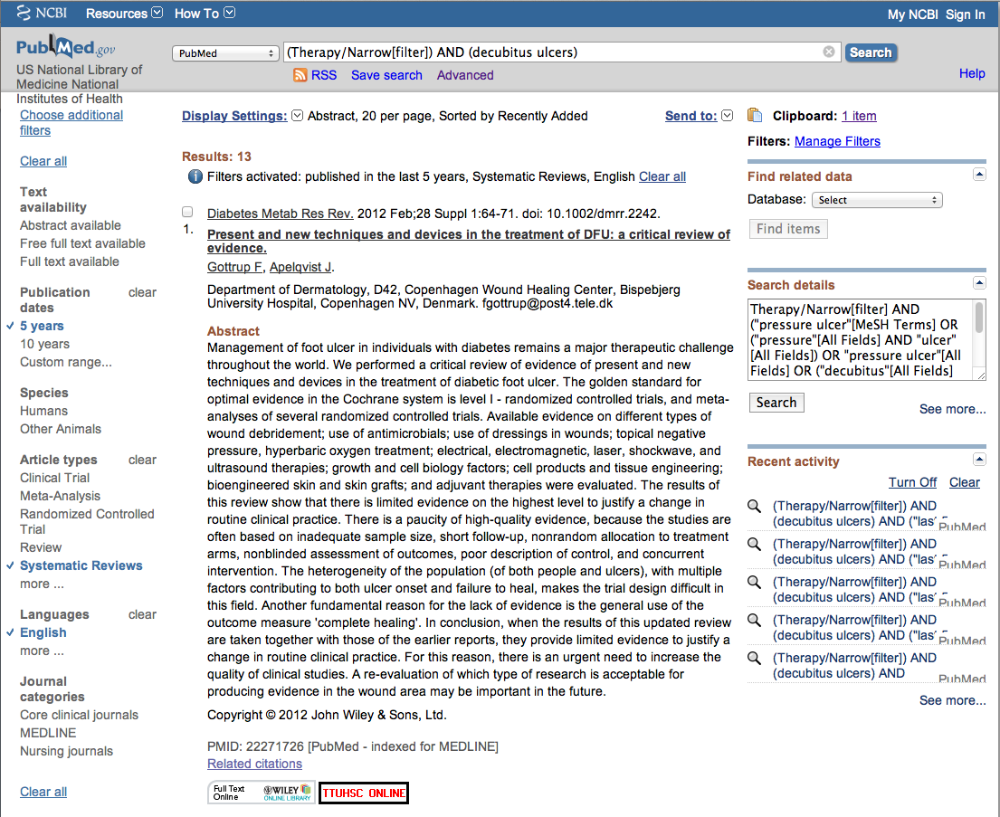 NCBI Resources How To My NCBI Sign In
PubMed.gov
US National Library of
Medicine National
Institutes of Health
PubMed (Therapy/Narrow[filter]) AND (decubitus ulcers) Search
RSS Save search Advanced
Help
Choose additional
filters
Clear all
Text
availability
Abstract available
Free full text available
Full text available
Publication
dates
clear
5 years
10 years
Custom range...
Species
Humans
Other Animals
Article types clear
Clinical Trial
Meta-Analysis
Randomized Controlled
Trial
Review
Systematic Reviews
more ...
Languages clear
English
more ...
Journal
categories
Core clinical journals
MEDLINE
Nursing journals
Clear all
Display Settings: Abstract, 20 per page, Sorted by Recently Added Send to:
Results: 13
Filters activated: published in the last 5 years, Systematic Reviews, English Clear all
Diabetes Metab Res Rev. 2012 Feb;28 Suppl 1:64-71. doi: 10.1002/dmrr.2242.
1.
Present and new techniques and devices in the treatment of DFU: a critical review of
evidence.
Gottrup F, Apelqvist J.
Department of Dermatology, D42, Copenhagen Wound Healing Center, Bispebjerg
University Hospital, Copenhagen NV, Denmark. fgottrup@post4.tele.dk
Abstract
Management of foot ulcer in individuals with diabetes remains a major therapeutic challenge
throughout the world. We performed a critical review of evidence of present and new
techniques and devices in the treatment of diabetic foot ulcer. The golden standard for
optimal evidence in the Cochrane system is level I - randomized controlled trials, and meta-
analyses of several randomized controlled trials. Available evidence on different types of
wound debridement; use of antimicrobials; use of dressings in wounds; topical negative
pressure, hyperbaric oxygen treatment; electrical, electromagnetic, laser, shockwave, and
ultrasound therapies; growth and cell biology factors; cell products and tissue engineering;
bioengineered skin and skin grafts; and adjuvant therapies were evaluated. The results of
this review show that there is limited evidence on the highest level to justify a change in
routine clinical practice. There is a paucity of high-quality evidence, because the studies are
often based on inadequate sample size, short follow-up, nonrandom allocation to treatment
arms, nonblinded assessment of outcomes, poor description of control, and concurrent
intervention. The heterogeneity of the population (of both people and ulcers), with multiple
factors contributing to both ulcer onset and failure to heal, makes the trial design difficult in
this field. Another fundamental reason for the lack of evidence is the general use of the
outcome measure 'complete healing'. In conclusion, when the results of this updated review
are taken together with those of the earlier reports, they provide limited evidence to justify a
change in routine clinical practice. For this reason, there is an urgent need to increase the
quality of clinical studies. A re-evaluation of which type of research is acceptable for
producing evidence in the wound area may be important in the future.
Copyright © 2012 John Wiley & Sons, Ltd.
PMID: 22271726 [PubMed - indexed for MEDLINE]
Related citations
Full Text
Online
WILEY
ONLINE LIBRARY
TTUHSC ONLINE
Clipboard: 1 item
Filters: Manage Filters
Find related data
Database: Select
Find items
Search details
Therapy/Narrow[filter] AND
("pressure ulcer"[MeSH Terms] OR
("pressure"[All Fields] AND "ulcer"
[All Fields]) OR "pressure ulcer"[All
Fields] OR ("decubitus"[All Fields]
Search
See more...
Recent activity
Turn Off Clear
(Therapy/Narrow[filter]) AND
(decubitus ulcers) AND ("las
PubMed
(Therapy/Narrow[filter]) AND
(decubitus ulcers) AND ("las
PubMed
(Therapy/Narrow[filter]) AND
(decubitus ulcers) AND ("las
PubMed
(Therapy/Narrow[filter]) AND
(decubitus ulcers) AND ("las
PubMed
(Therapy/Narrow[filter]) AND
(decubitus ulcers) AND
PubMed
See more...